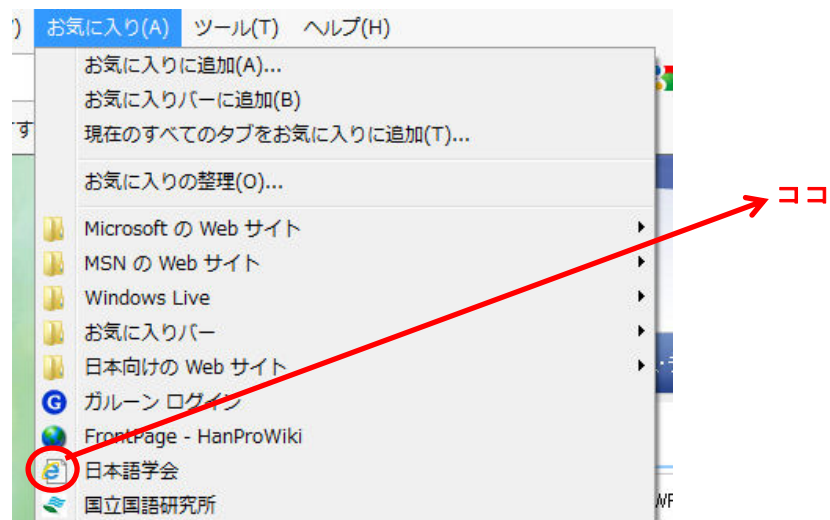 お気に入り(A) ツール(T) ヘルプ(H)
お気に入りに追加(A)...
お気に入りバーに追加(B)
す
現在のすべてのタブをお気に入りに追加(T)...
お気に入りの整理(O)...
ココ
Microsoft の Web サイト
MSN の Web サイト
Windows Live
お気に入りバー
日本向けの Web サイト
ガルーン ログイン
FrontPage - HanProWiki
日本語学会
国立国語研究所